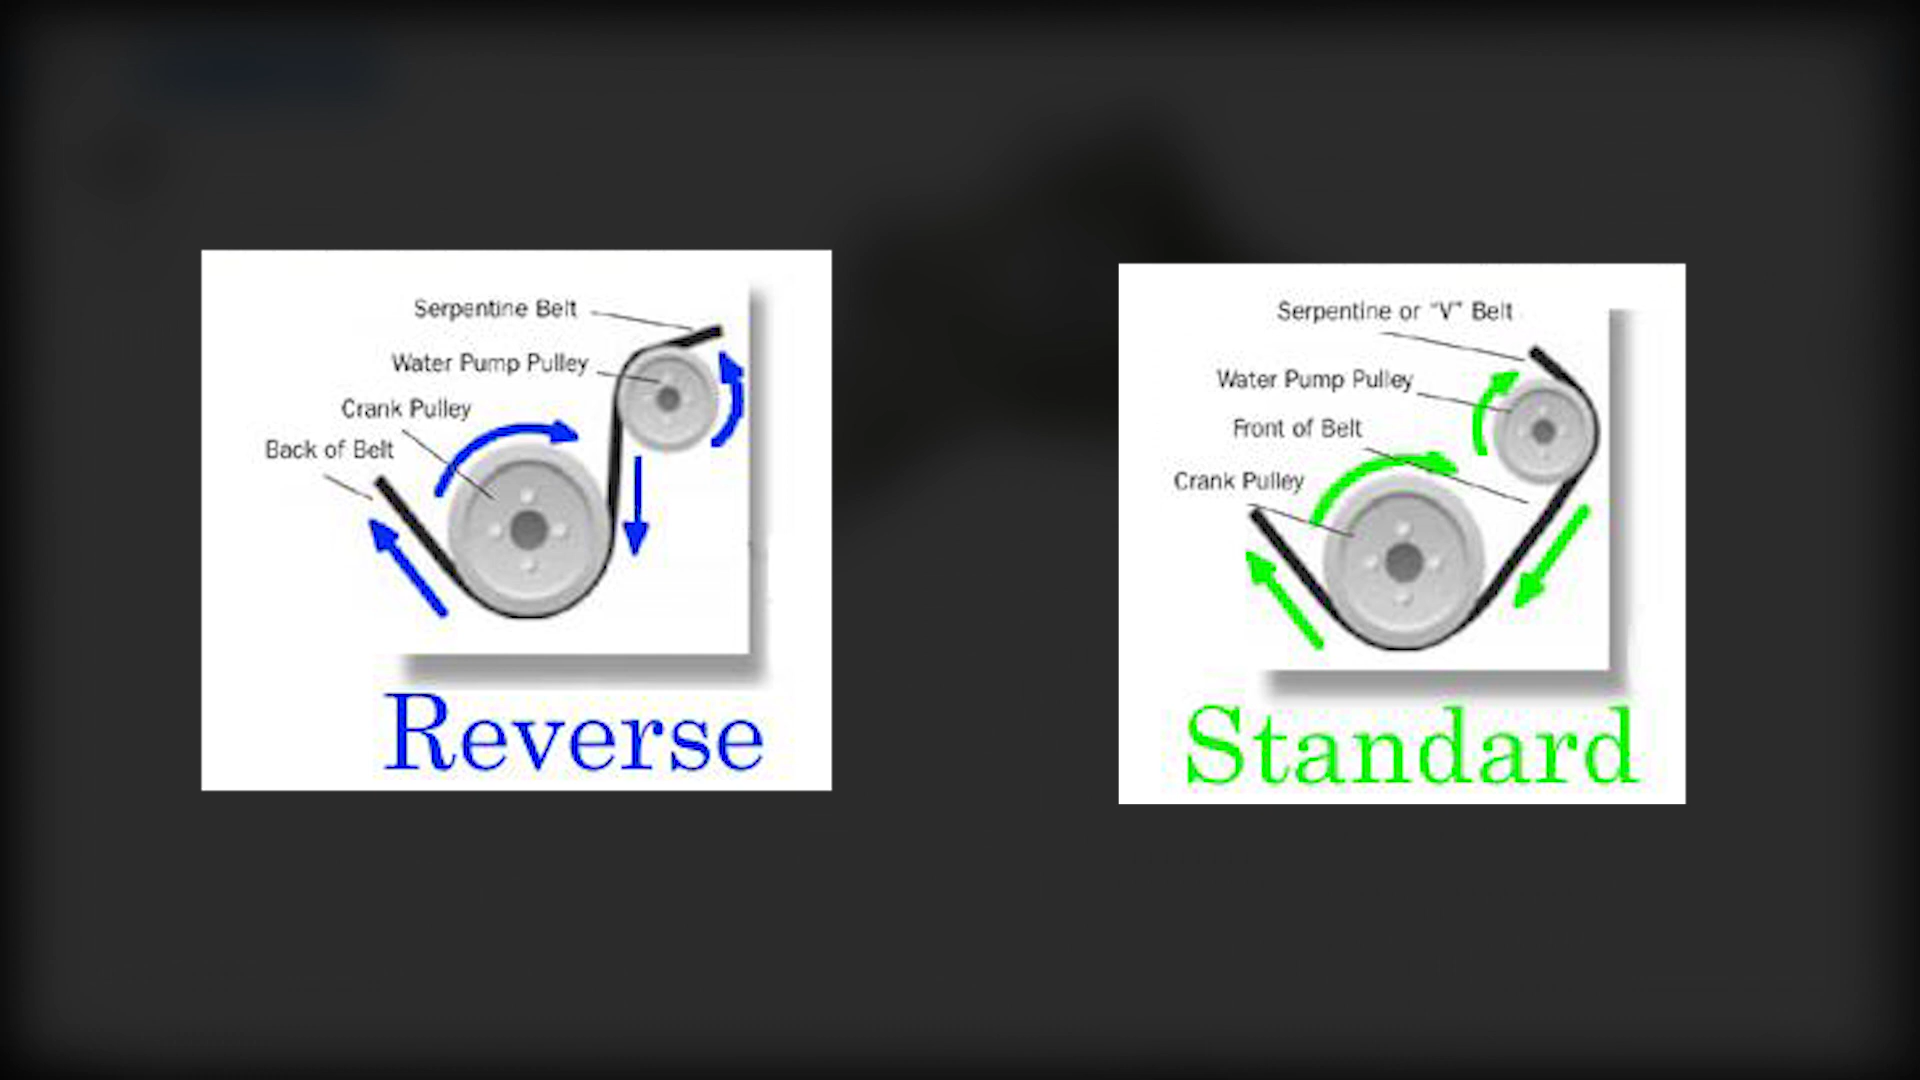 Serpentine Belt
Water Pump Pulley
Crank Pulley
Back of Belt
Reverse
Serpentine or "V" Belt
Water Pump Pulley
Front of Belt
Crank Pulley
Standard